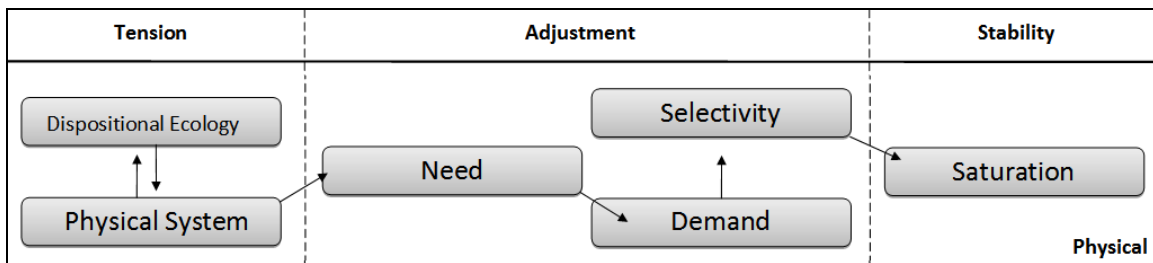 Tension
Adjustment
Stability
Dispositional Ecology
Physical System
Need
Selectivity
Demand
Saturation
Physical